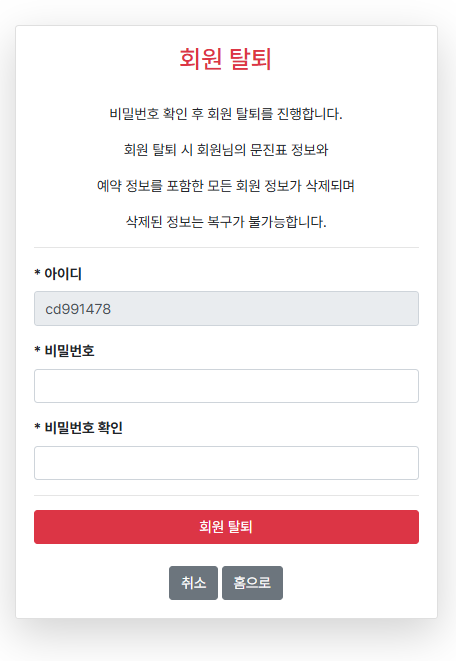 회원 탈퇴
비밀번호 확인 후 회원 탈퇴를 진행합니다.
회원 탈퇴 시 회원님의 문진표 정보와
예약 정보를 포함한 모든 회원 정보가 삭제되며
삭제된 정보는 복구가 불가능합니다.
* 아이디
cd991478
* 비밀번호
* 비밀번호 확인
회원 탈퇴
취소 홈으로